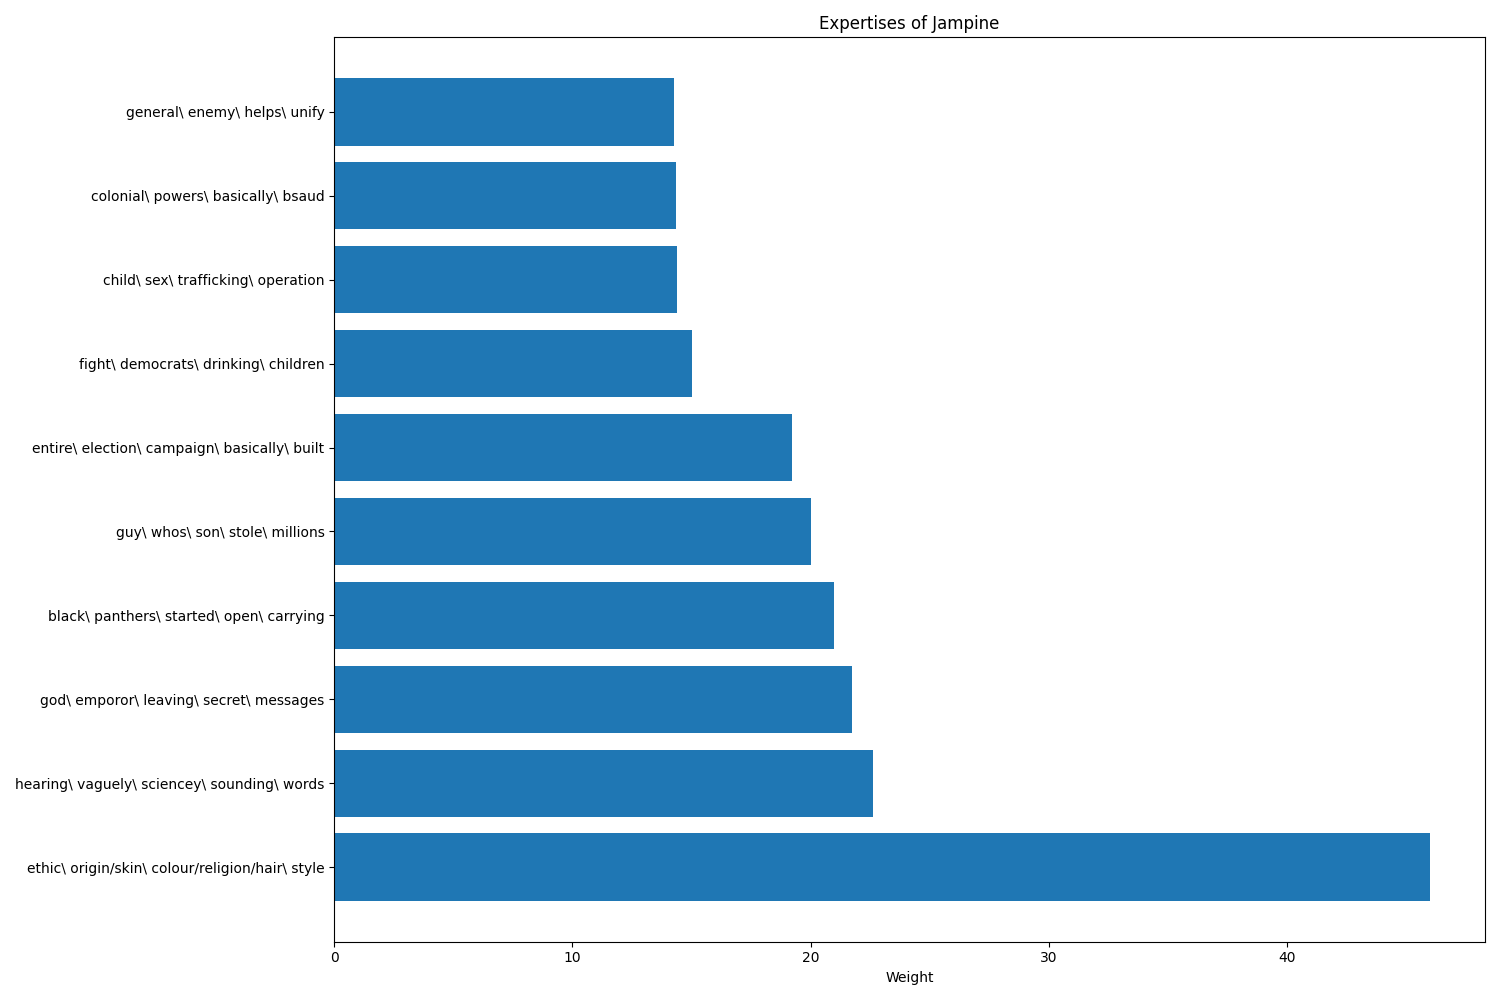 Expertises of Jampine
general\ enemy\ helps\ unify
colonial\ powers\ basically\ bsaud
child\ sex\ trafficking\ operation
fight\ democrats\ drinking\ children
entire\ election\ campaign\ basically\ built
guy\ whos\ son\ stole\ millions
black\ panthers\ started\ open\ carrying
god\ emporor\ leaving\ secret\ messages
hearing\ vaguely\ sciencey\ sounding\ words
ethic\ origin/skin\ colour/religion/hair\ style
0 10 20 30 40
Weight